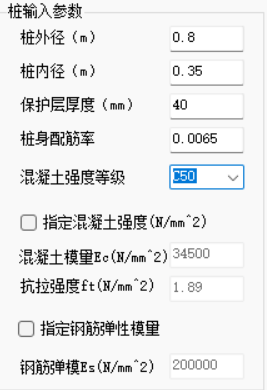 桩输入参数
桩外径（m） 0.8
桩内径（m） 0.35
保护层厚度（mm） 40
桩身配筋率 0.0065
混凝土强度等级 C50
指定混凝土强度(N/mm^2)
混凝土模量Ec(N/mm^2) 34500
抗拉强度ft(N/mm^2) 1.89
指定钢筋弹性模量
钢筋弹模Es(N/mm^2) 200000